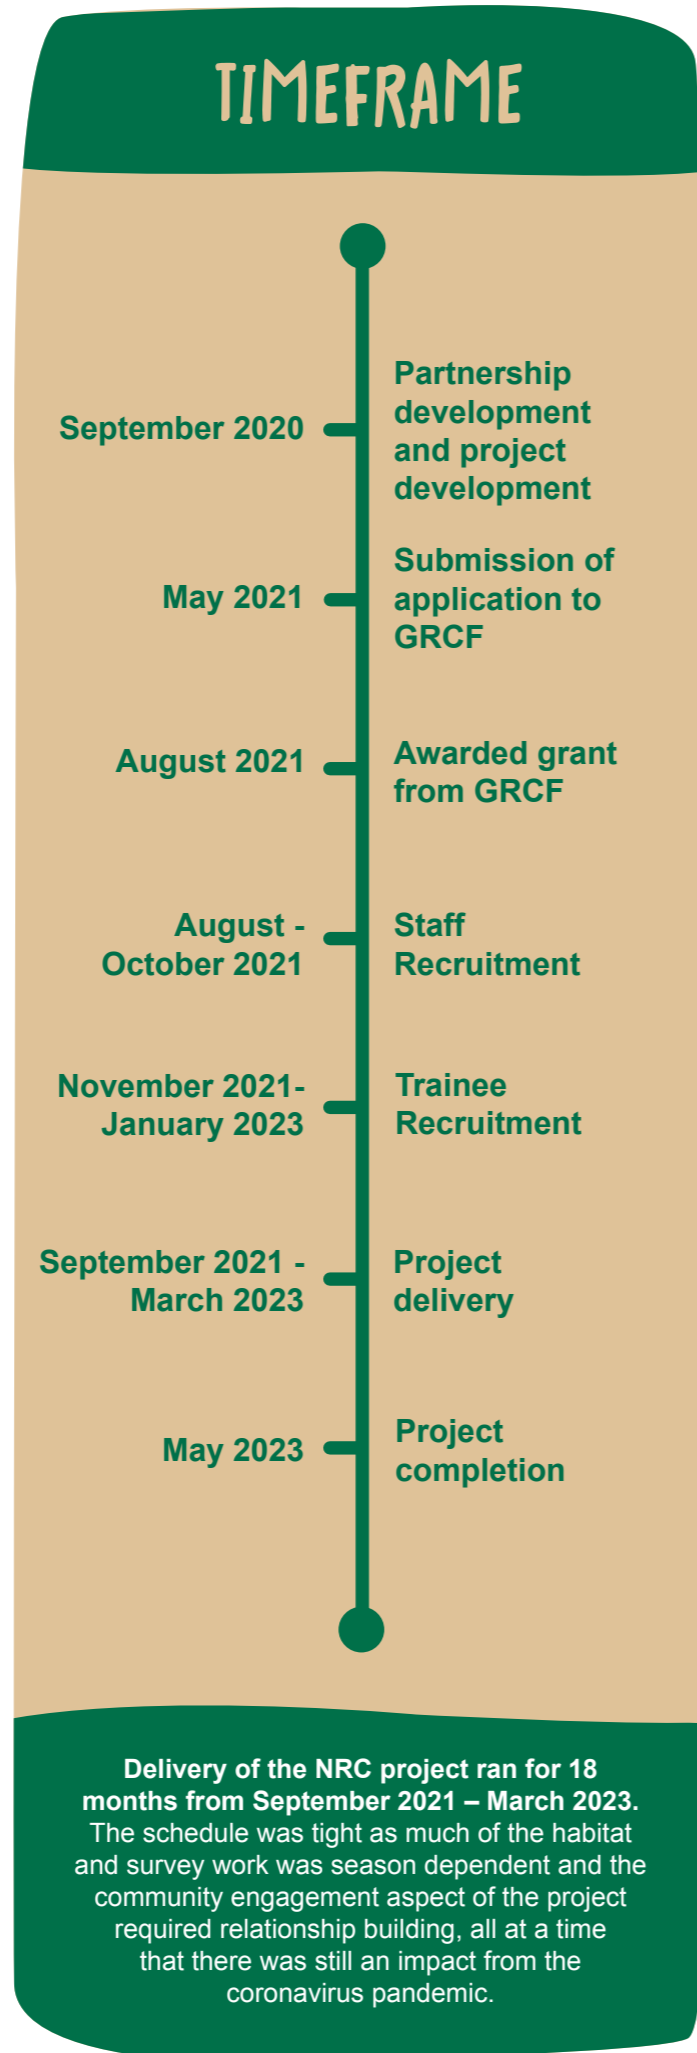 TIMEFRAME
September 2020
Partnership
development
and project
development
May 2021
Submission of
application to
GRCF
August 2021
Awarded grant
from GRCF
August -
October 2021
Staff
Recruitment
November 2021-
January 2023
Trainee
Recruitment
September 2021 -
March 2023
Project
delivery
May 2023
Project
completion
Delivery of the NRC project ran for 18
months from September 2021 – March 2023.
The schedule was tight as much of the habitat
and survey work was season dependent and the
community engagement aspect of the project
required relationship building, all at a time
that there was still an impact from the
coronavirus pandemic.